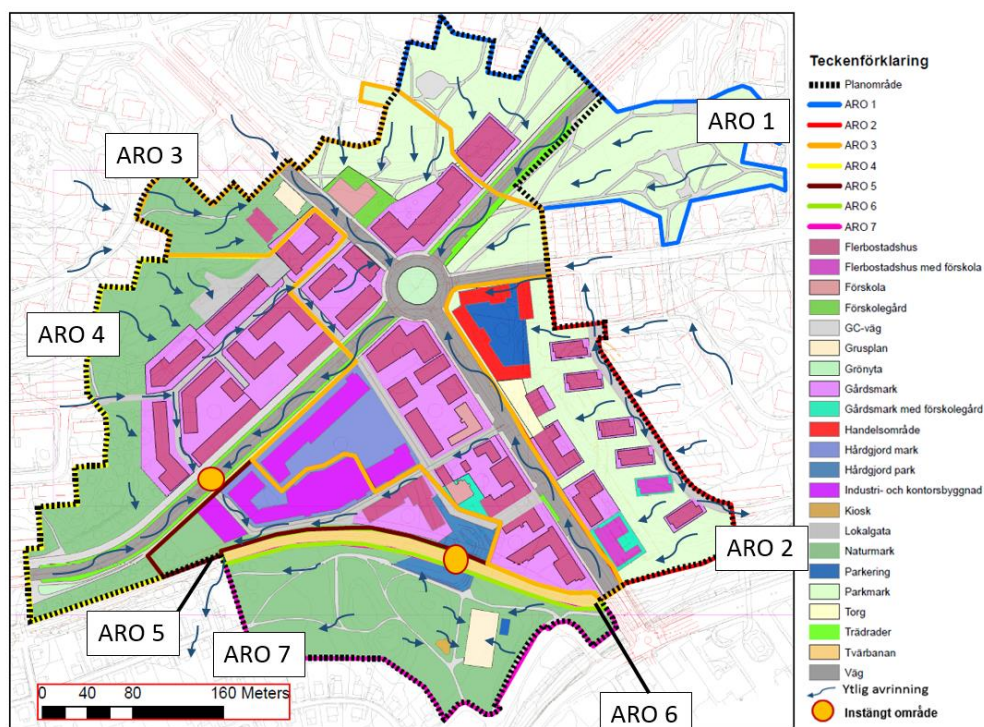 ARO 1
ARO 3
ARO 4
ARO 2
ARO 5
ARO 7
ARO 6
0 40 80 160 Meters
Teckenförklaring
Planområde
ARO 1
ARO 2
ARO 3
ARO 4
ARO 5
ARO 6
ARO 7
Flerbostadshus
Flerbostadshus med förskola
Förskola
Förskolegård
GC-väg
Grusplan
Grönyta
Gårdsmark
Gårdsmark med förskolegård
Handelsområde
Hårdgjord mark
Hårdgjord park
Industri- och kontorsbyggnad
Kiosk
Lokalgata
Naturmark
Parkering
Parkmark
Torg
Trädrader
Tvärbanan
Väg
Ytlig avrinning
Instängt område